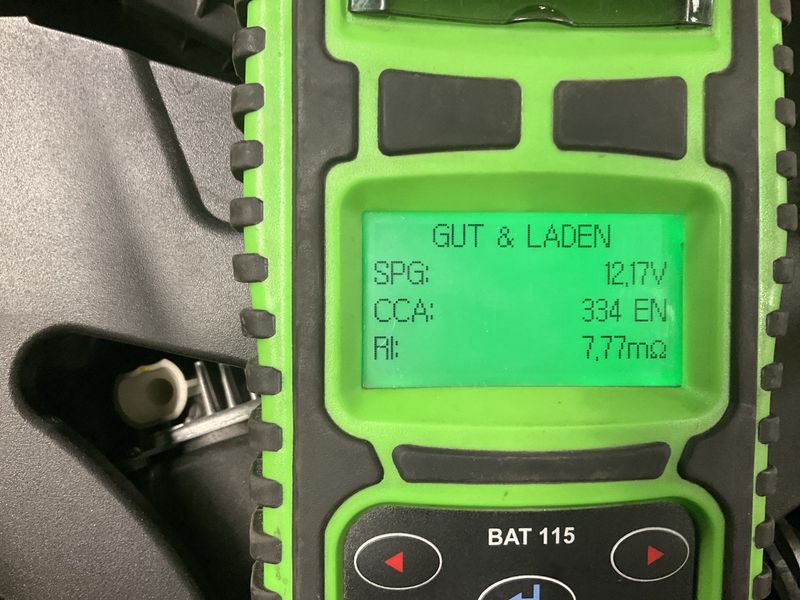 GUT & LADEN
SPG: 12,17V
CCA: 334 EN
RI: 7,77mΩ
BAT 115